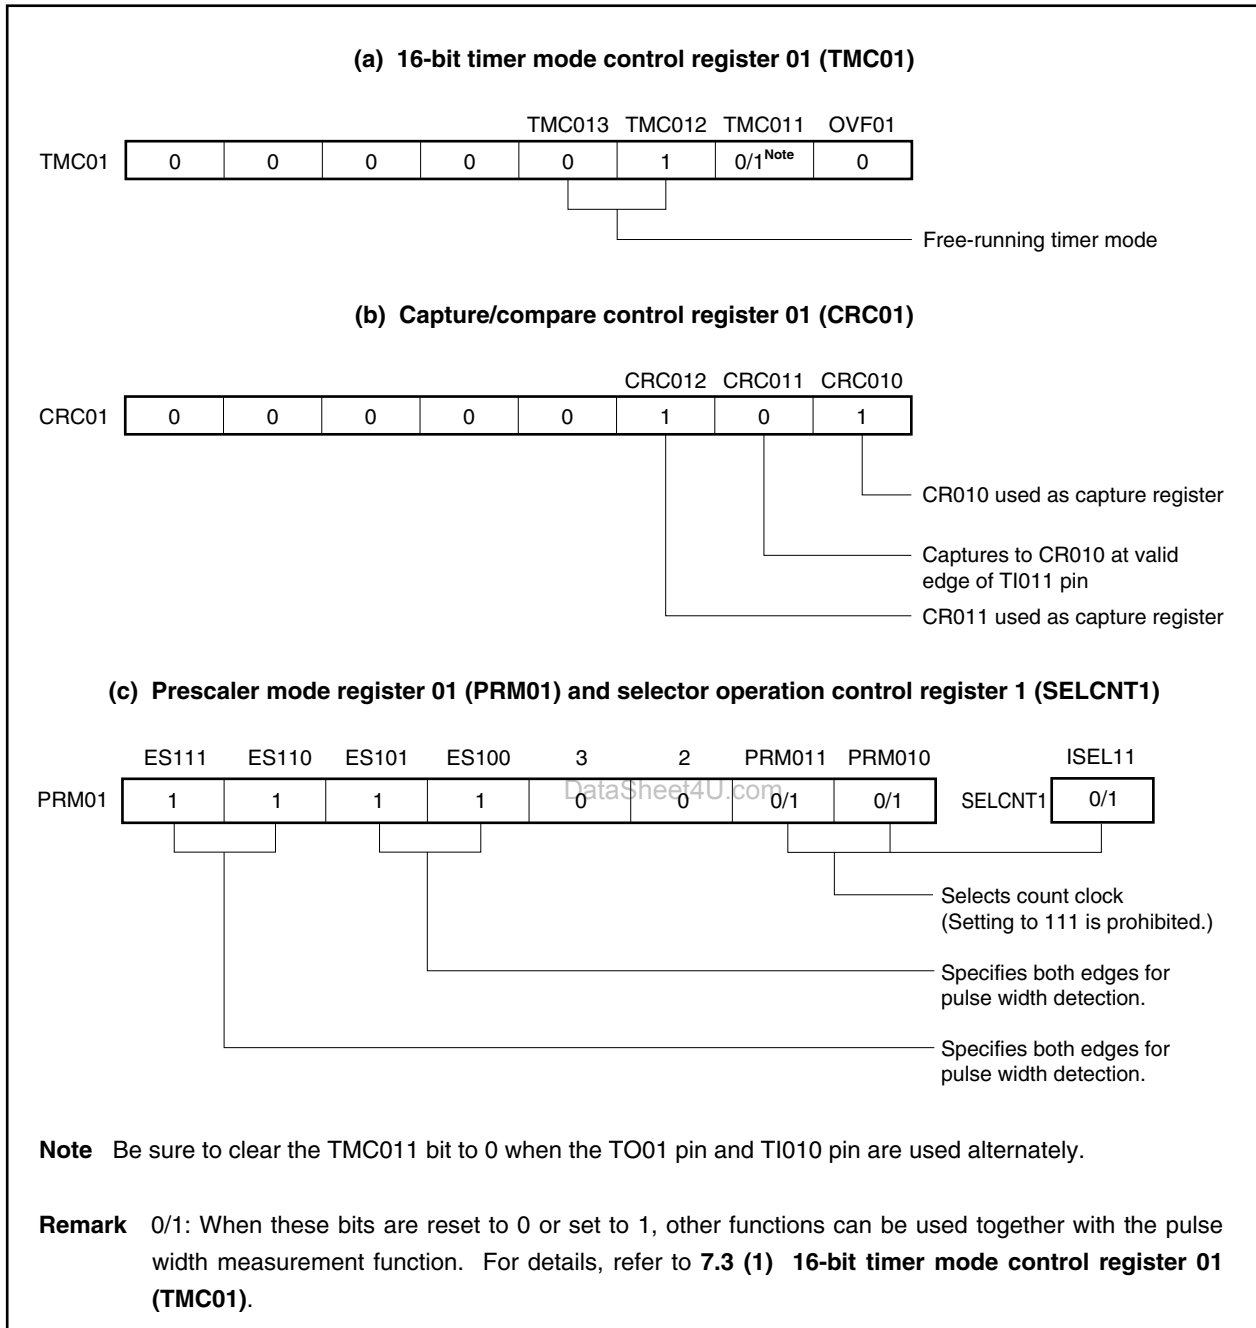 (a) 16-bit timer mode control register 01 (TMC01)
TMC013 TMC012 TMC011 OVF01
TMC01 0 0 0 0 0 1 0/1Note 0
Free-running timer mode
(b) Capture/compare control register 01 (CRC01)
CRC012 CRC011 CRC010
CRC01 0 0 0 0 0 1 0 1
CR010 used as capture register
Captures to CR010 at valid
edge of TI011 pin
CR011 used as capture register
(c) Prescaler mode register 01 (PRM01) and selector operation control register 1 (SELCNT1)
ES111 ES110 ES101 ES100 3 2 PRM011 PRM010 ISEL11
PRM01 1 1 1 1 0 0 0/1 0/1 SELCNT1 0/1
DataSheet4U.com
Selects count clock
(Setting to 111 is prohibited.)
Specifies both edges for
pulse width detection.
Specifies both edges for
pulse width detection.
Note Be sure to clear the TMC011 bit to 0 when the TO01 pin and TI010 pin are used alternately.
Remark 0/1: When these bits are reset to 0 or set to 1, other functions can be used together with the pulse
width measurement function. For details, refer to 7.3 (1) 16-bit timer mode control register 01
(TMC01).